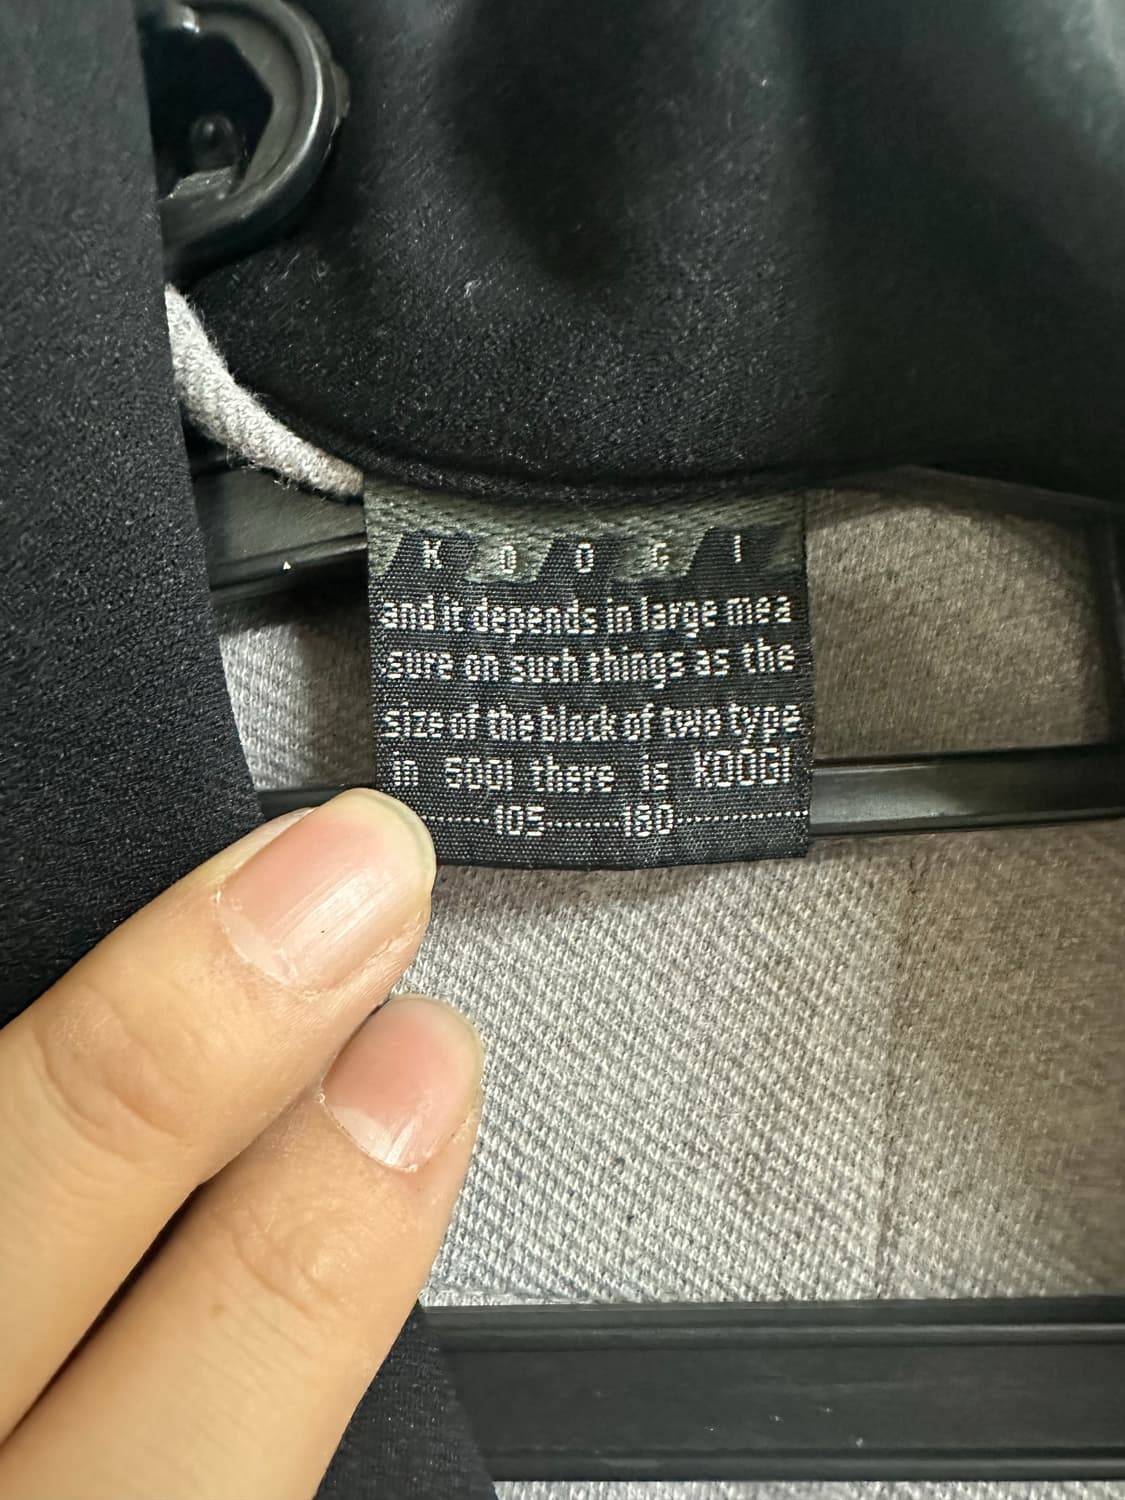 K O O G I
and it depends in large mea
sure on such things as the
size of the block of two type
in SOGI there is KOOGI
105 180